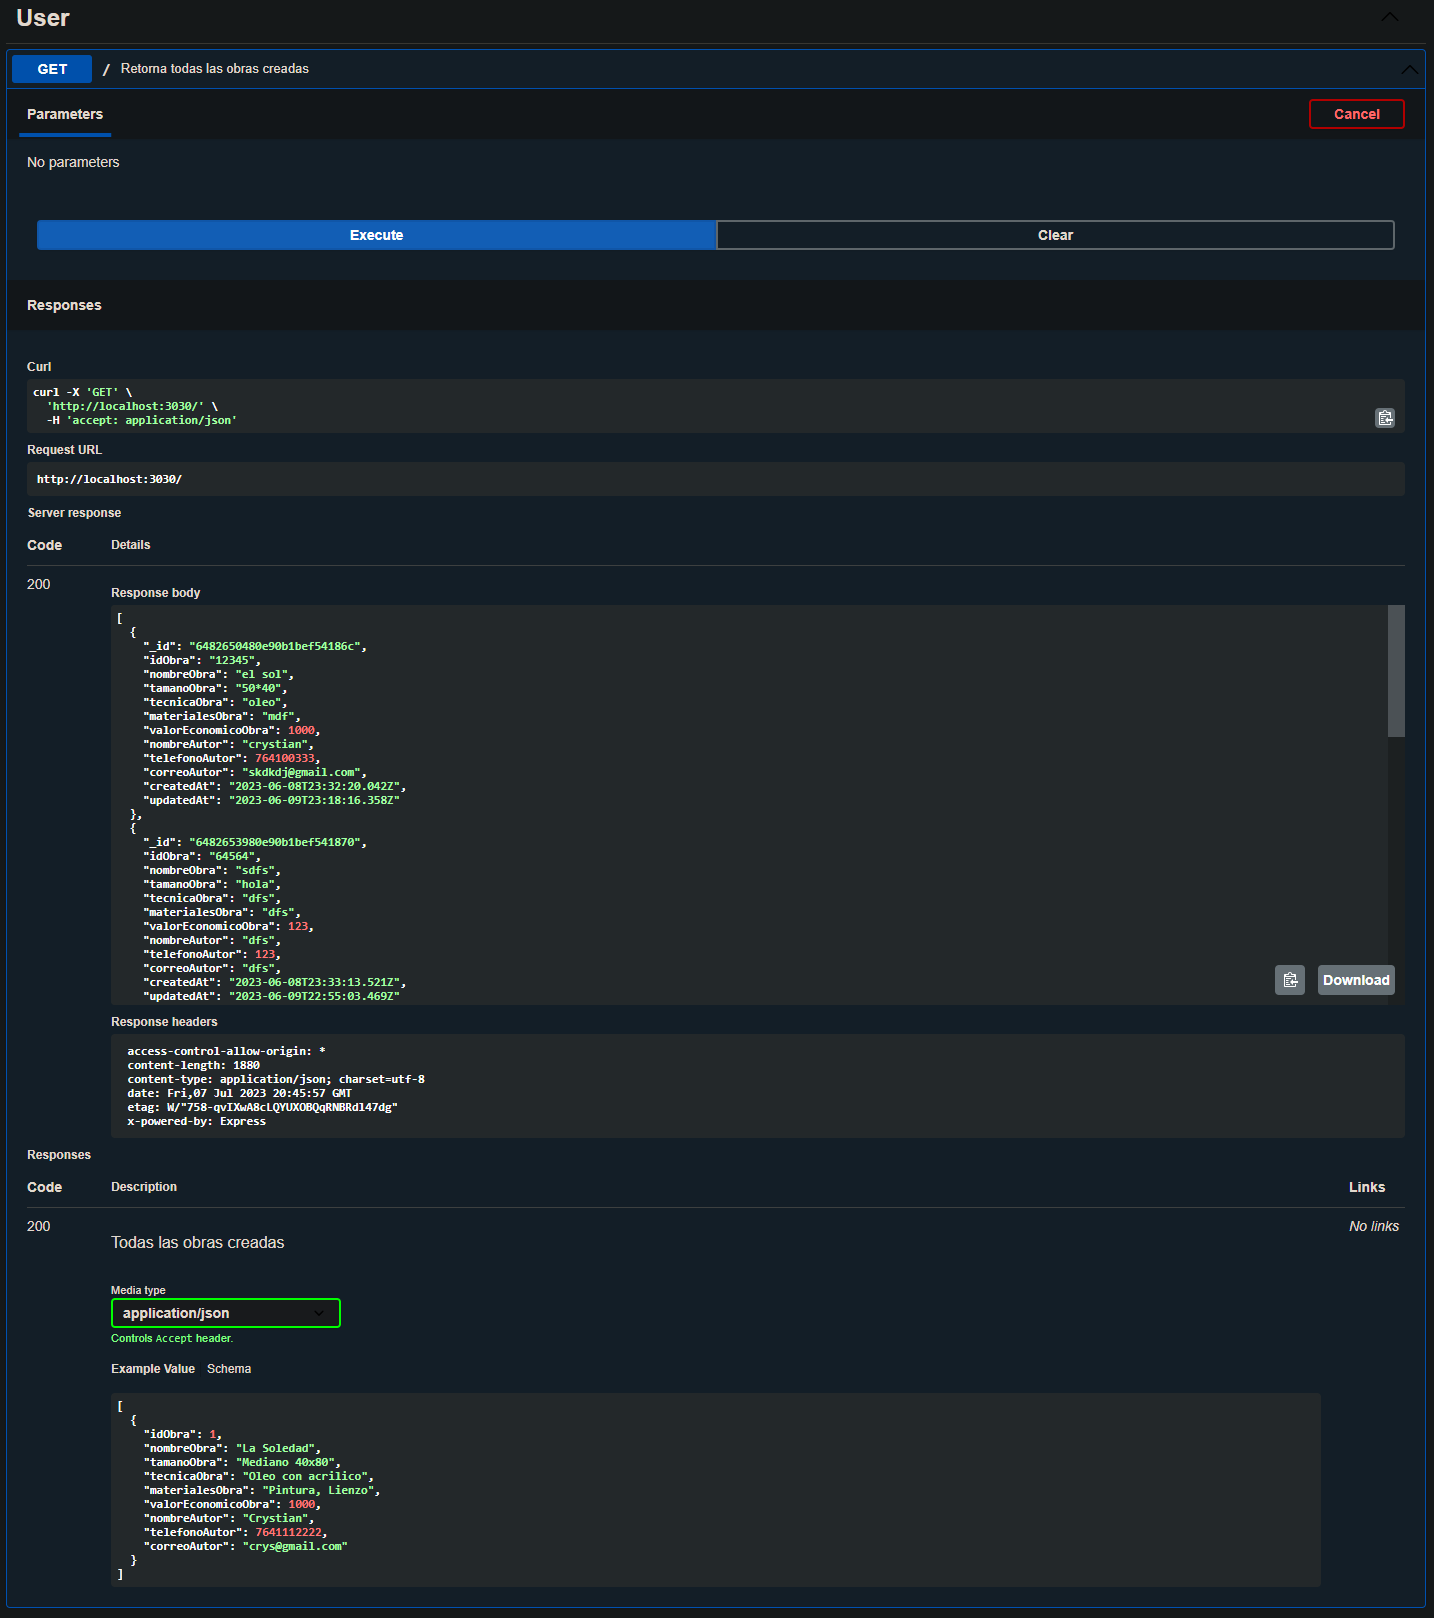 User
GET / Retorna todas las obras creadas
Parameters
Cancel
No parameters
Execute
Clear
Responses
Curl
curl -X 'GET' \
  'http://localhost:3030/' \
  -H 'accept: application/json'
Request URL
http://localhost:3030/
Server response
Code Details
200
Response body
[
  {
    "_id": "6482650480e90b1bef54186c",
    "idObra": "12345",
    "nombreObra": "el sol",
    "tamanoObra": "50*40",
    "tecnicaObra": "oleo",
    "materialesObra": "mdf",
    "valorEconomicoObra": 1000,
    "nombreAutor": "crystian",
    "telefonoAutor": 764100333,
    "correoAutor": "skdkdj@gmail.com",
    "createdAt": "2023-06-08T23:32:20.042Z",
    "updatedAt": "2023-06-09T23:18:16.358Z"
  },
  {
    "_id": "6482653980e90b1bef541870",
    "idObra": "64564",
    "nombreObra": "sdfs",
    "tamanoObra": "hola",
    "tecnicaObra": "dfs",
    "materialesObra": "dfs",
    "valorEconomicoObra": 123,
    "nombreAutor": "dfs",
    "telefonoAutor": 123,
    "correoAutor": "dfs",
    "createdAt": "2023-06-08T23:33:13.521Z",
    "updatedAt": "2023-06-09T22:55:03.469Z"
Download
Response headers
access-control-allow-origin: *
content-length: 1880
content-type: application/json; charset=utf-8
date: Fri,07 Jul 2023 20:45:57 GMT
etag: W/"758-qvIXwA8cLQYUXOBQqRNBRdl47dg"
x-powered-by: Express
Responses
Code Description Links
200
No links
Todas las obras creadas
Media type
application/json
Controls Accept header.
Example Value Schema
[
  {
    "idObra": 1,
    "nombreObra": "La Soledad",
    "tamanoObra": "Mediano 40x80",
    "tecnicaObra": "Oleo con acrilico",
    "materialesObra": "Pintura, Lienzo",
    "valorEconomicoObra": 1000,
    "nombreAutor": "Crystian",
    "telefonoAutor": 7641112222,
    "correoAutor": "crys@gmail.com"
  }
]